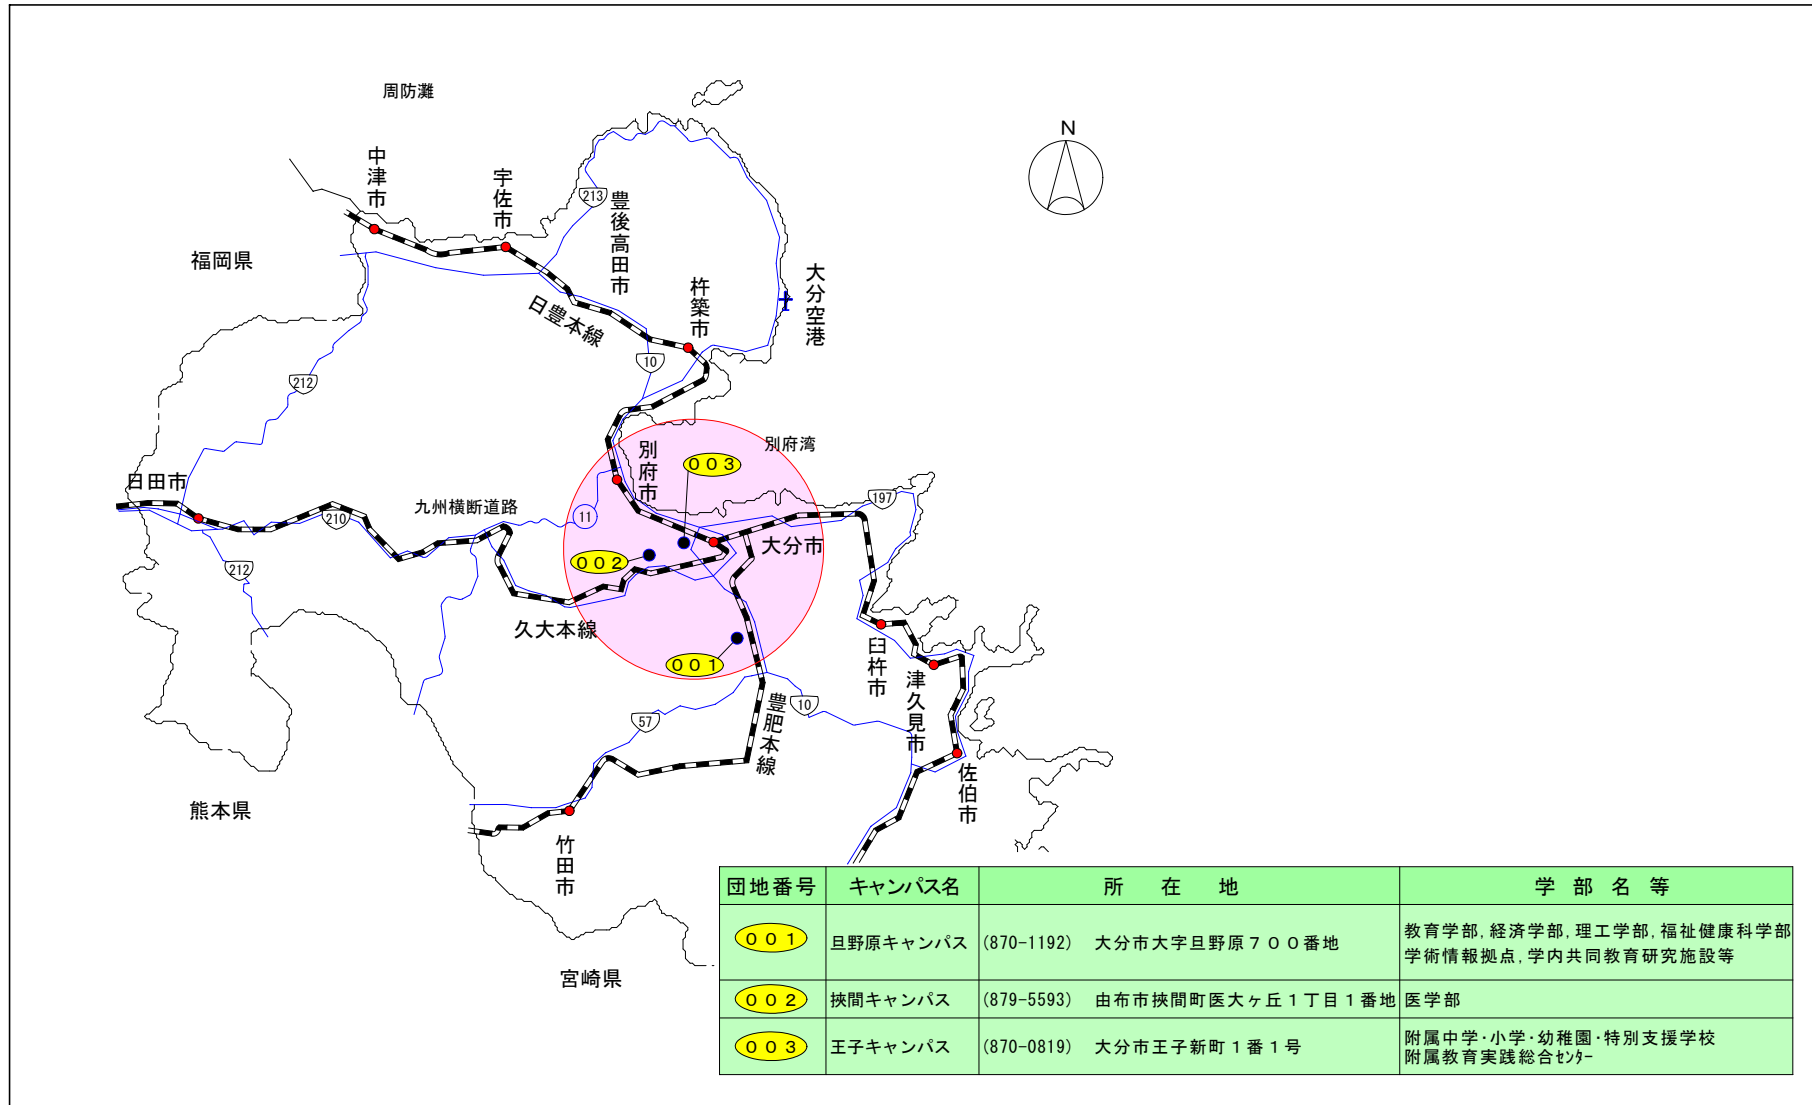 周防灘
N
中津市
宇佐市
213
豊後高田市
福岡県
大分空港
杵築市
日豊本線
10
212
別府市
別府湾
003
日田市
197
九州横断道路
210
11
大分市
002
212
久大本線
臼杵市
001
津久見市
豊肥本線
10
57
佐伯市
熊本県
竹田市
宮崎県
団地番号 キャンパス名 所在地 学部名等
001 旦野原キャンパス (870-1192) 大分市大字旦野原700番地 教育学部,経済学部,理工学部,福祉健康科学部
学術情報拠点,学内共同教育研究施設等
002 挾間キャンパス (879-5593) 由布市挾間町医大ヶ丘1丁目1番地 医学部
003 王子キャンパス (870-0819) 大分市王子新町1番1号 附属中学・小学・幼稚園・特別支援学校
附属教育実践総合ｾﾝﾀｰ